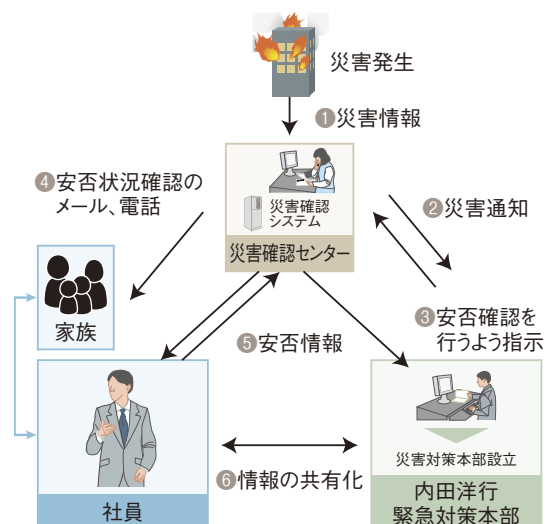 災害発生
❶災害情報
❹安否状況確認の
メール、電話
災害確認
システム
災害確認センター
❷災害通知
家族
❸安否確認を
行うよう指示
❺安否情報
社員
❻情報の共有化
災害対策本部設立
内田洋行
緊急対策本部